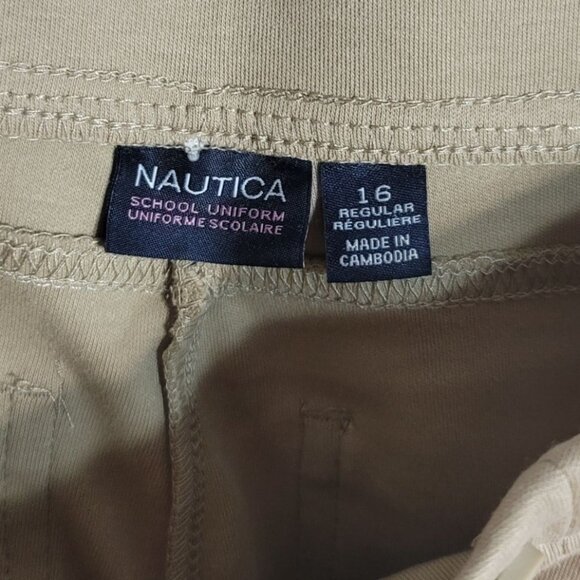 NAUTICA
SCHOOL UNIFORM
UNIFORME SCOLAIRE
16
REGULAR
RÉGULIÈRE
MADE IN
CAMBODIA